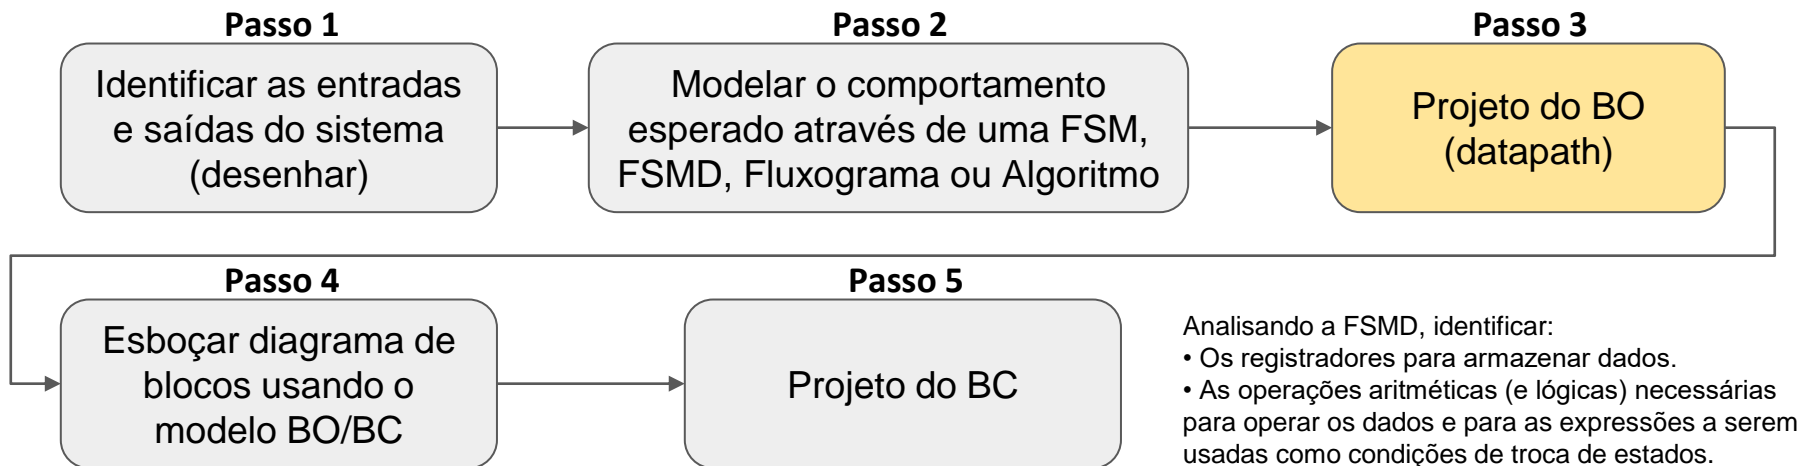 Passo 1
Identificar as entradas
e saídas do sistema
(desenhar)
Passo 2
Modelar o comportamento
esperado através de uma FSM,
FSMD, Fluxograma ou Algoritmo
Passo 3
Projeto do BO
(datapath)
Passo 4
Esboçar diagrama de
blocos usando o
modelo BO/BC
Passo 5
Projeto do BC
Analisando a FSMD, identificar:
• Os registradores para armazenar dados.
• As operações aritméticas (e lógicas) necessárias
para operar os dados e para as expressões a serem
usadas como condições de troca de estados.